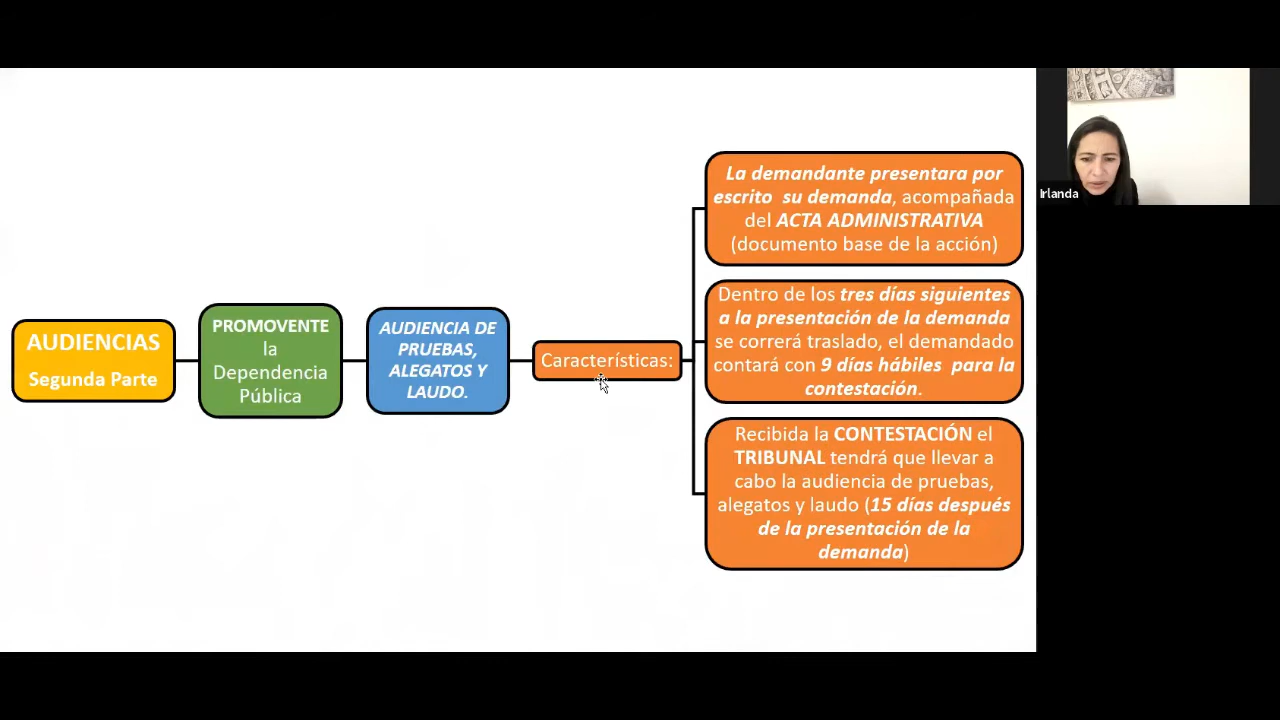 AUDIENCIAS
Segunda Parte
PROMOVENTE
la
Dependencia
Pública
AUDIENCIA DE
PRUEBAS,
ALEGATOS Y
LAUDO.
Características:
La demandante presentara por
escrito su demanda, acompañada
del ACTA ADMINISTRATIVA
(documento base de la acción)
Dentro de los tres días siguientes
a la presentación de la demanda
se correrá traslado, el demandado
contará con 9 días hábiles para la
contestación.
Recibida la CONTESTACIÓN el
TRIBUNAL tendrá que llevar a
cabo la audiencia de pruebas,
alegatos y laudo (15 días después
de la presentación de la
demanda)
Irlanda